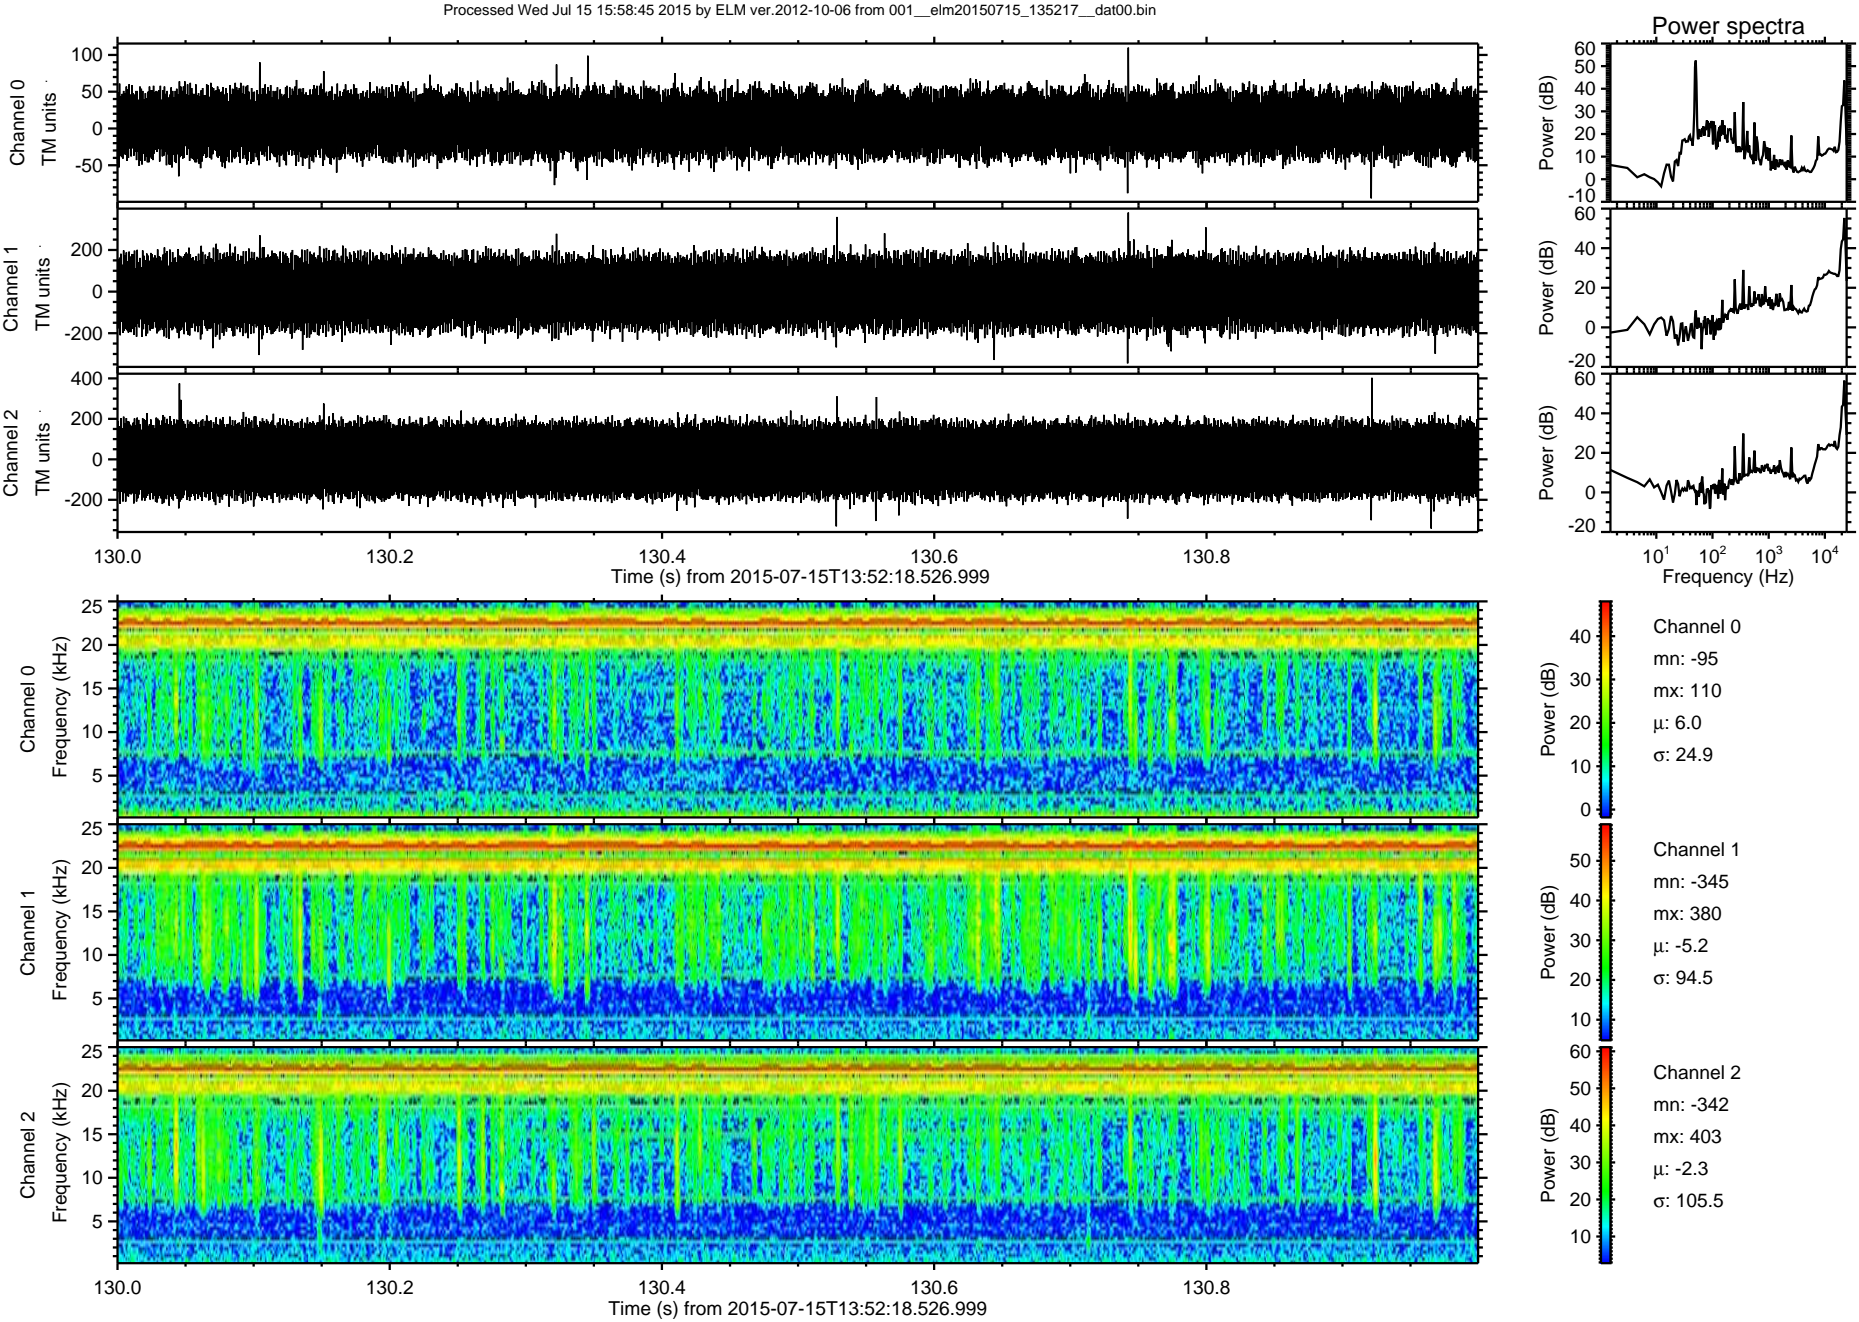 Processed Wed Jul 15 15:58:45 2015 by ELM ver.2012-10-06 from 001__elm20150715_135217__dat00.bin
Power spectra
Channel 0
TM units
100
50
0
-50
Power (dB)
60
50
40
30
20
10
0
-10
Channel 1
TM units
200
0
-200
Power (dB)
60
40
20
0
-20
Channel 2
TM units
400
200
0
-200
Power (dB)
60
40
20
0
-20
130.0 130.2 130.4 130.6 130.8
Time (s) from 2015-07-15T13:52:18.526.999
10^1 10^2 10^3 10^4
Frequency (Hz)
Channel 0
Frequency (kHz)
25
20
15
10
5
Power (dB)
40
30
20
10
0
Channel 0
mn: -95
mx: 110
µ: 6.0
σ: 24.9
Channel 1
Frequency (kHz)
25
20
15
10
5
Power (dB)
50
40
30
20
10
Channel 1
mn: -345
mx: 380
µ: -5.2
σ: 94.5
Channel 2
Frequency (kHz)
25
20
15
10
5
Power (dB)
60
50
40
30
20
10
Channel 2
mn: -342
mx: 403
µ: -2.3
σ: 105.5
130.0 130.2 130.4 130.6 130.8
Time (s) from 2015-07-15T13:52:18.526.999